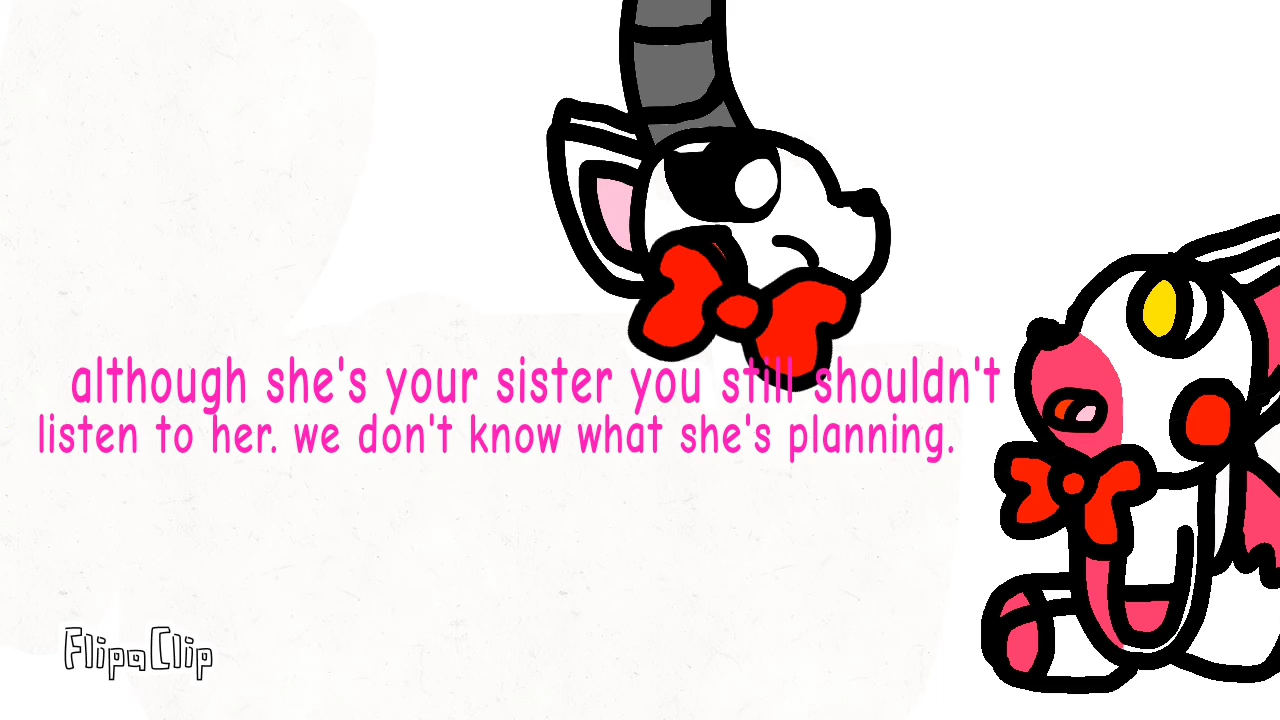 although she's your sister you still shouldn't
listen to her. we don't know what she's planning.
FlipaClip